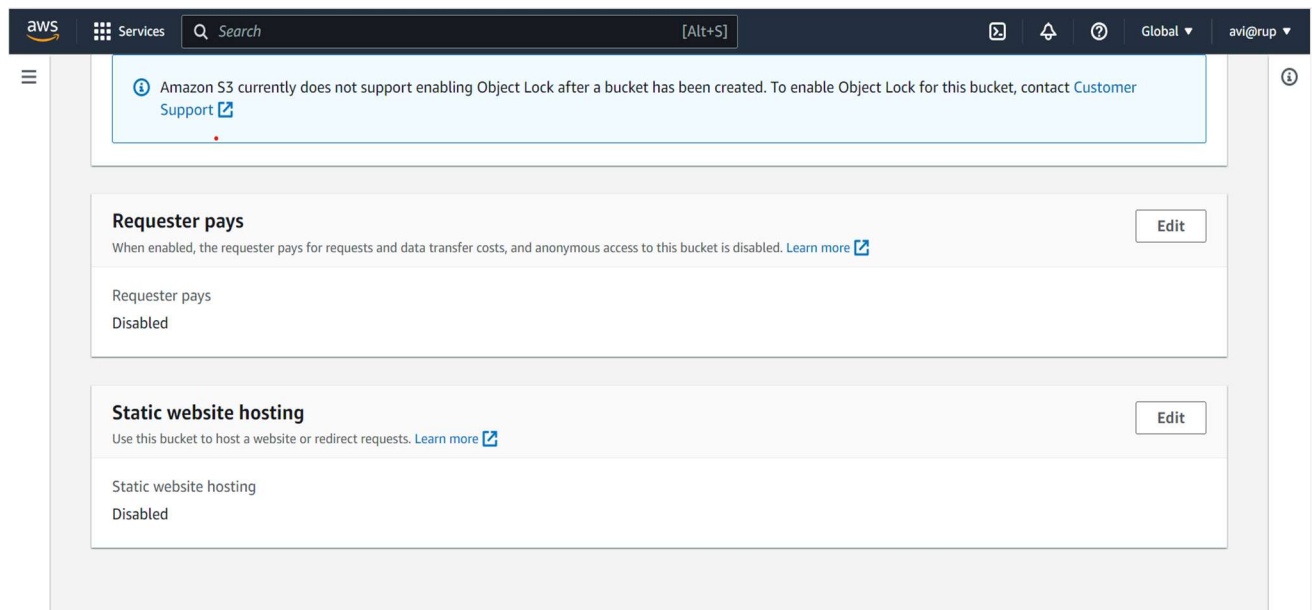 aws
Services
Search [Alt+S]
Global ▼
avi@rup ▼
Amazon S3 currently does not support enabling Object Lock after a bucket has been created. To enable Object Lock for this bucket, contact Customer
Support
Requester pays
Edit
When enabled, the requester pays for requests and data transfer costs, and anonymous access to this bucket is disabled. Learn more
Requester pays
Disabled
Static website hosting
Edit
Use this bucket to host a website or redirect requests. Learn more
Static website hosting
Disabled